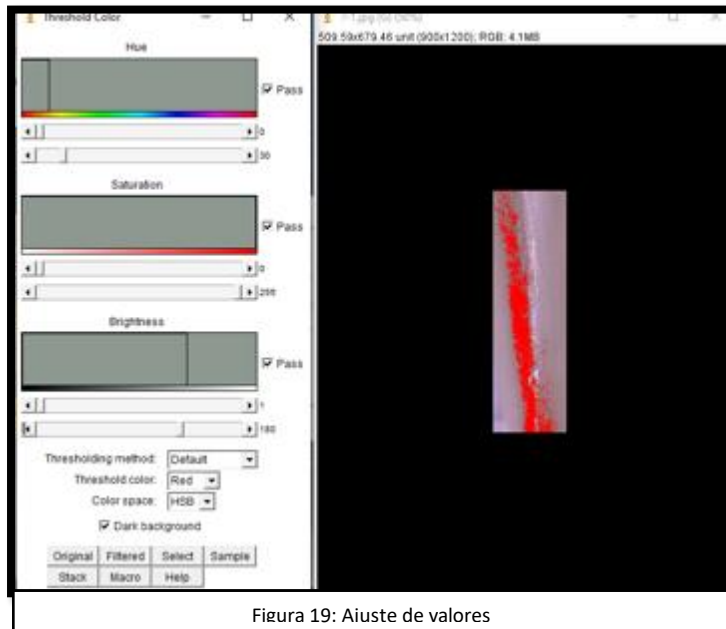 Threshold Color
Hue
Pass
0
30
Saturation
Pass
0
255
Brightness
Pass
1
180
Thresholding method: Default
Threshold color: Red
Color space: HSB
Dark background
Original Filtered Select Sample
Stack Macro Help
509.59x679.46 unit (900x1200); RGB; 4.1MB
Figura 19: Ajuste de valores